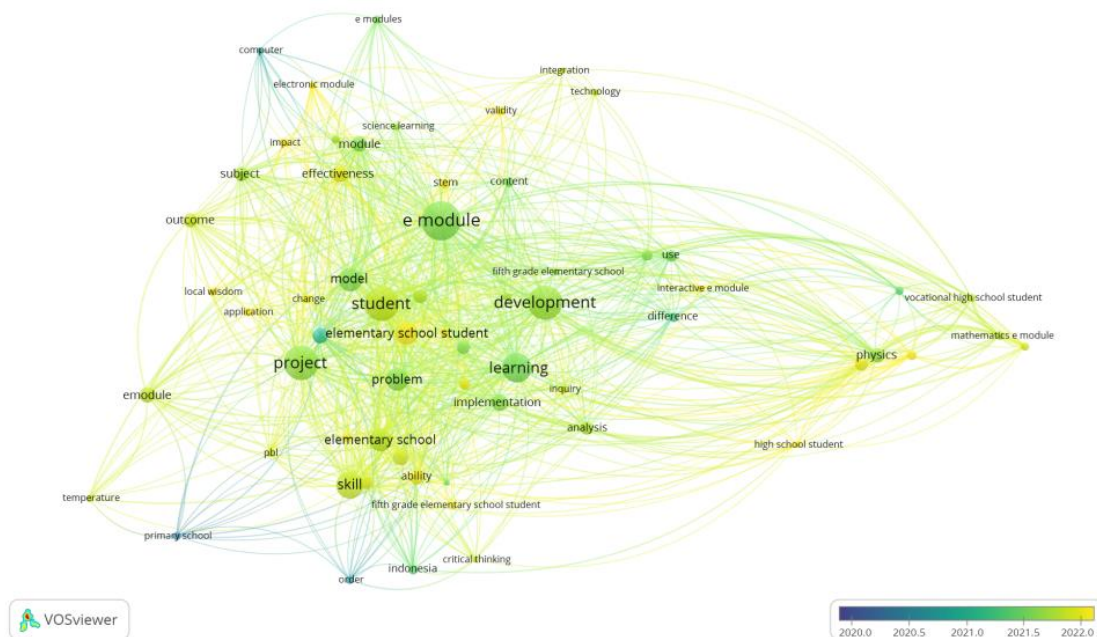 e modules
computer
integration
electronic module
technology
validity
science learning
impact
module
subject
effectiveness
stem
content
outcome
e module
use
fifth grade elementary school
model
local wisdom
change
student
development
interactive e module
vocational high school student
application
difference
elementary school student
mathematics e module
physics
project
learning
problem
emodule
inquiry
implementation
analysis
elementary school
high school student
pbl
ability
skill
temperature
fifth grade elementary school student
primary school
critical thinking
indonesia
order
VOSviewer
2020.0 2020.5 2021.0 2021.5 2022.0